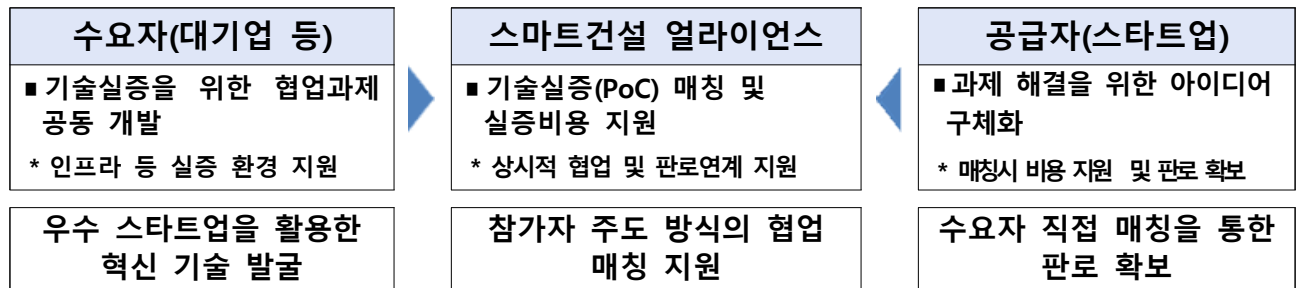 수요자(대기업 등)
■ 기술실증을 위한 협업과제
공동 개발
* 인프라 등 실증 환경 지원
우수 스타트업을 활용한
혁신 기술 발굴
스마트건설 얼라이언스
■ 기술실증(PoC) 매칭 및
실증비용 지원
* 상시적 협업 및 판로연계 지원
참가자 주도 방식의 협업
매칭 지원
공급자(스타트업)
■ 과제 해결을 위한 아이디어
구체화
* 매칭시 비용 지원 및 판로 확보
수요자 직접 매칭을 통한
판로 확보